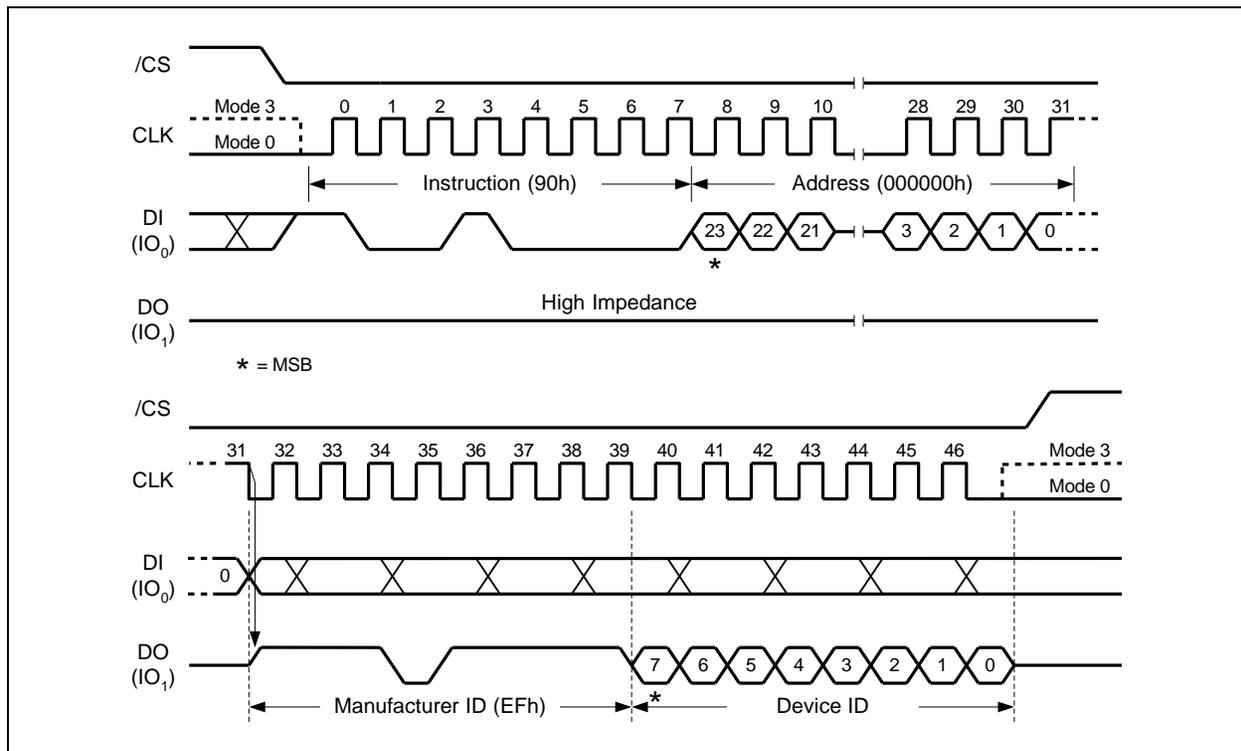 /CS
Mode 3
0 1 2 3 4 5 6 7 8 9 10 28 29 30 31
CLK
Mode 0
Instruction (90h) Address (000000h)
DI
(IO0)
23 22 21 3 2 1 0
*
DO
(IO1)
High Impedance
* = MSB
/CS
31 32 33 34 35 36 37 38 39 40 41 42 43 44 45 46
Mode 3
CLK
Mode 0
DI
(IO0)
0
DO
(IO1)
7 6 5 4 3 2 1 0
*
Manufacturer ID (EFh) Device ID